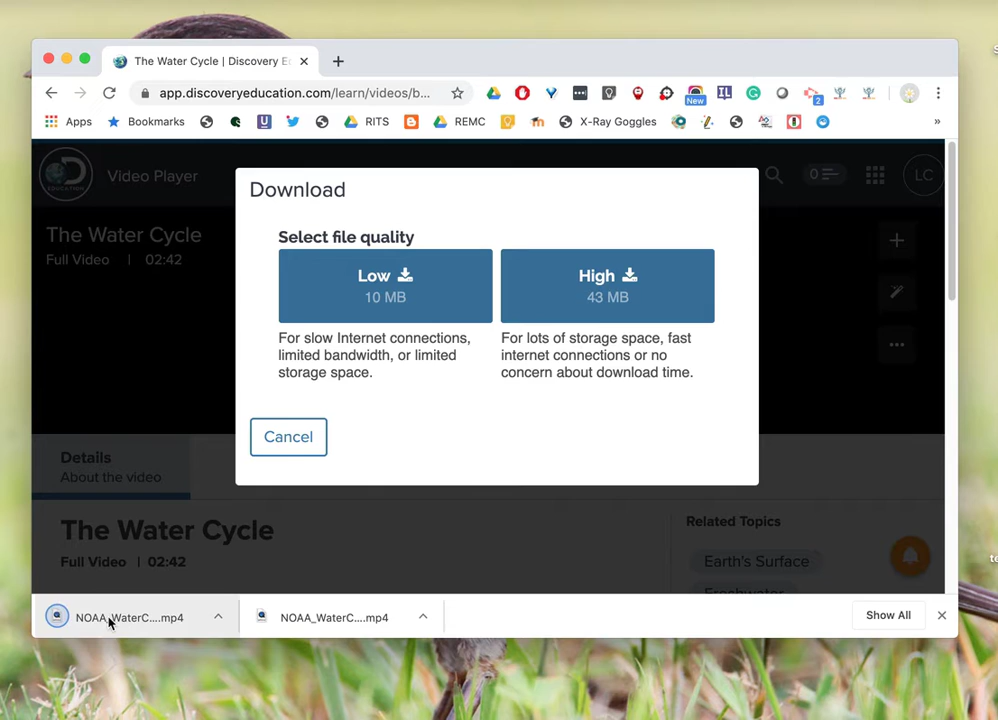 The Water Cycle | Discovery E
app.discoveryeducation.com/learn/videos/b...
New
2
Apps
Bookmarks
RITS
REMC
X-Ray Goggles
»
EDUCATION
Video Player
0
LC
The Water Cycle
Full Video | 02:42
Download
Select file quality
Low
10 MB
For slow Internet connections,
limited bandwidth, or limited
storage space.
High
43 MB
For lots of storage space, fast
internet connections or no
concern about download time.
Cancel
Details
About the video
The Water Cycle
Full Video | 02:42
Related Topics
Earth's Surface
Freshwater
NOAA_WaterC....mp4
NOAA_WaterC....mp4
Show All